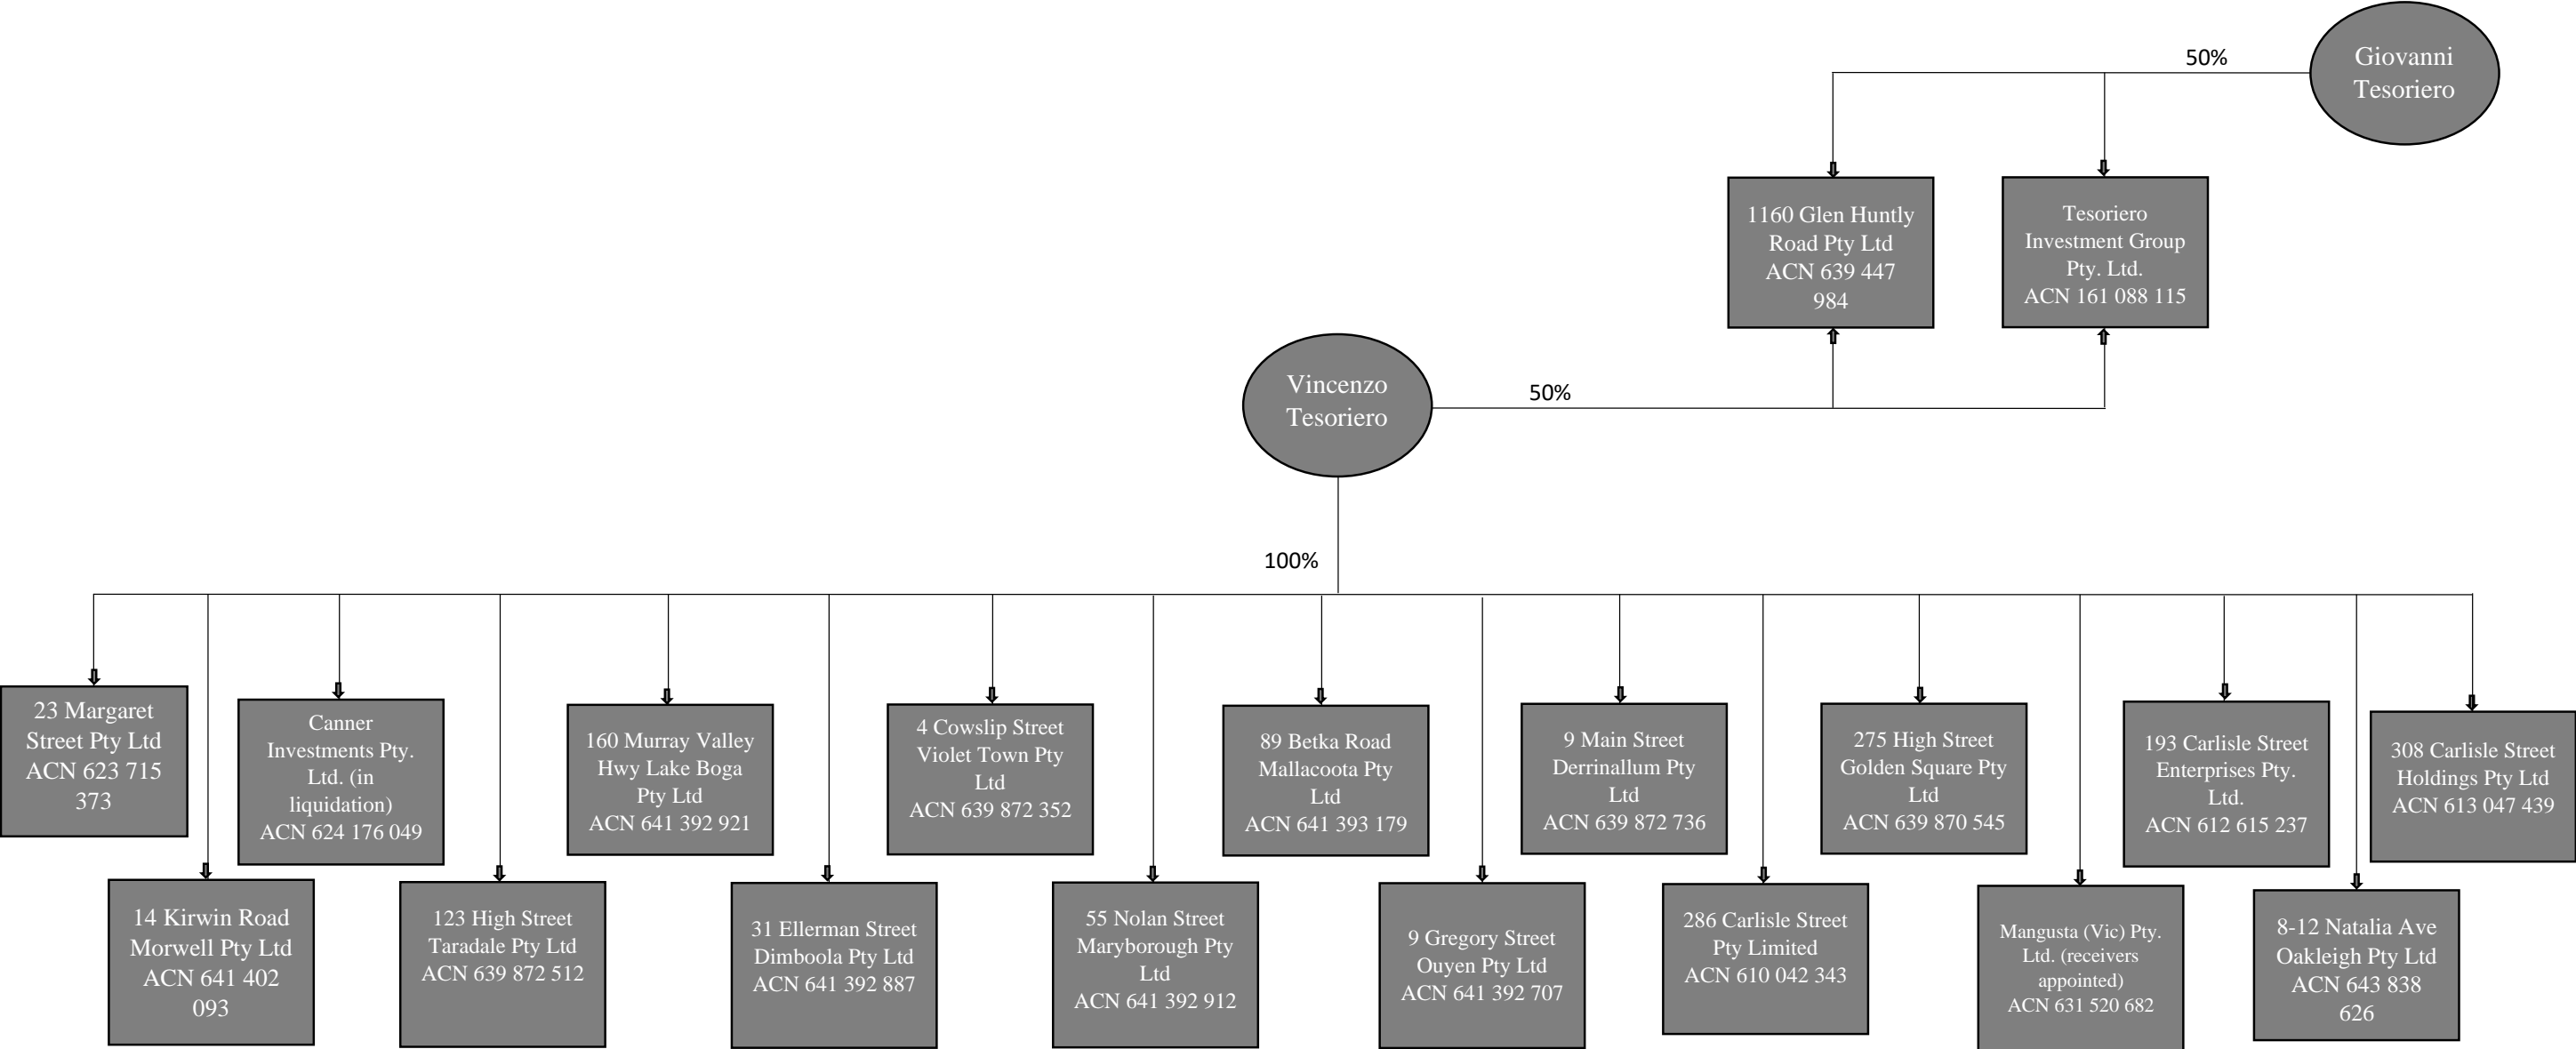 50%
Giovanni
Tesoriero
1160 Glen Huntly
Road Pty Ltd
ACN 639 447
984
Tesoriero
Investment Group
Pty. Ltd.
ACN 161 088 115
Vincenzo
Tesoriero
50%
100%
23 Margaret
Street Pty Ltd
ACN 623 715
373
Canner
Investments Pty.
Ltd. (in
liquidation)
ACN 624 176 049
160 Murray Valley
Hwy Lake Boga
Pty Ltd
ACN 641 392 921
4 Cowslip Street
Violet Town Pty
Ltd
ACN 639 872 352
89 Betka Road
Mallacoota Pty
Ltd
ACN 641 393 179
9 Main Street
Derrinallum Pty
Ltd
ACN 639 872 736
275 High Street
Golden Square Pty
Ltd
ACN 639 870 545
193 Carlisle Street
Enterprises Pty.
Ltd.
ACN 612 615 237
308 Carlisle Street
Holdings Pty Ltd
ACN 613 047 439
14 Kirwin Road
Morwell Pty Ltd
ACN 641 402
093
123 High Street
Taradale Pty Ltd
ACN 639 872 512
31 Ellerman Street
Dimboola Pty Ltd
ACN 641 392 887
55 Nolan Street
Maryborough Pty
Ltd
ACN 641 392 912
9 Gregory Street
Ouyen Pty Ltd
ACN 641 392 707
286 Carlisle Street
Pty Limited
ACN 610 042 343
Mangusta (Vic) Pty.
Ltd. (receivers
appointed)
ACN 631 520 682
8-12 Natalia Ave
Oakleigh Pty Ltd
ACN 643 838
626